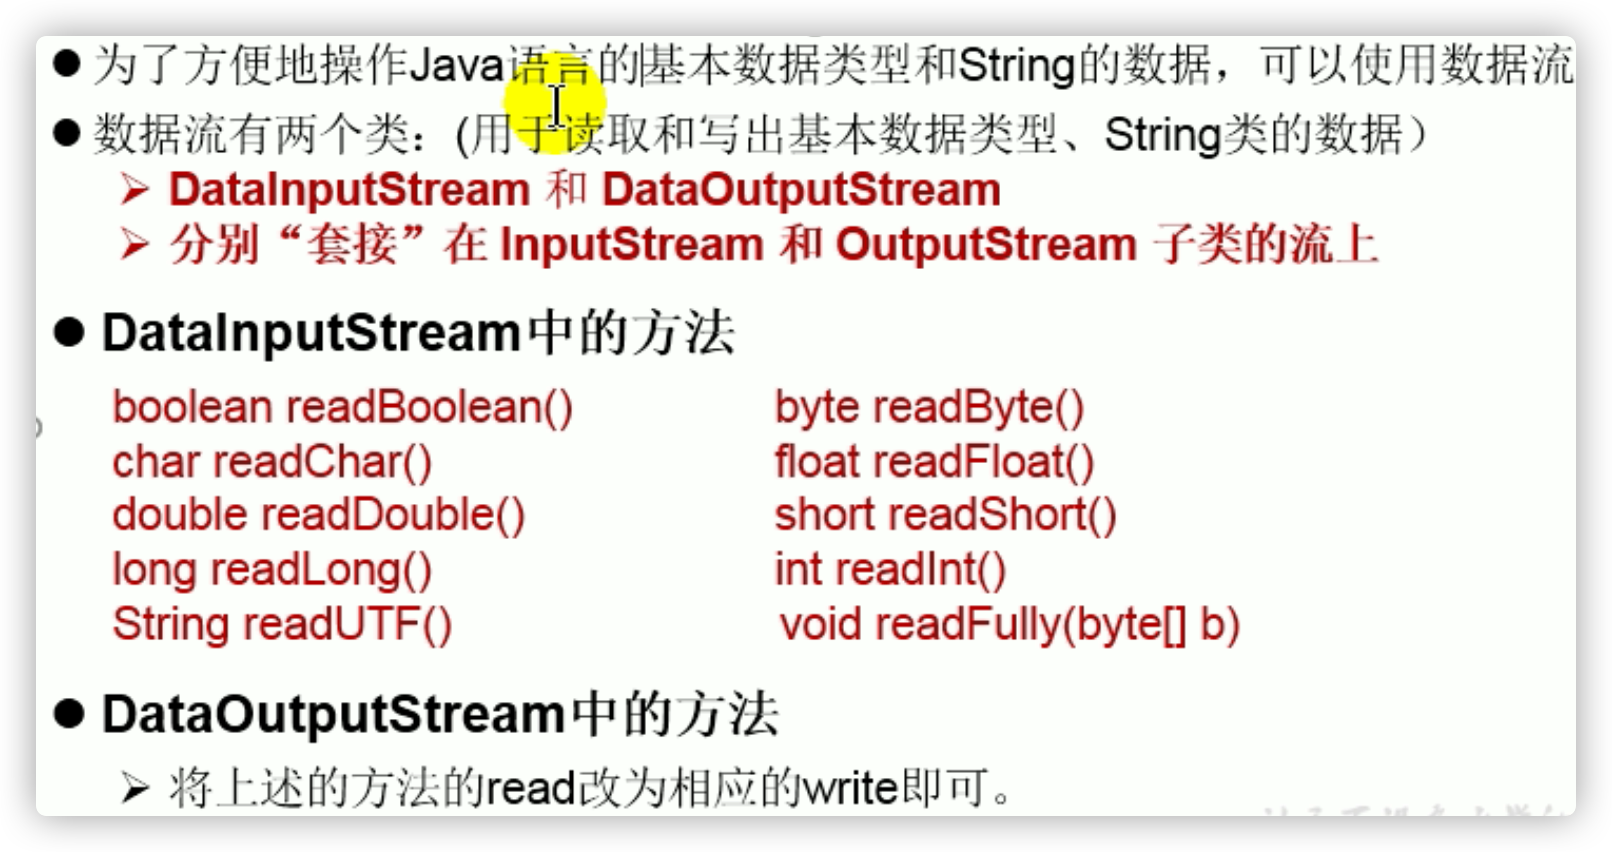 ● 为了方便地操作Java语言的基本数据类型和String的数据，可以使用数据流
● 数据流有两个类：(用于读取和写出基本数据类型、String类的数据）
➢ DataInputStream 和 DataOutputStream
➢ 分别“套接”在 InputStream 和 OutputStream 子类的流上
● DataInputStream中的方法
boolean readBoolean() byte readByte()
char readChar() float readFloat()
double readDouble() short readShort()
long readLong() int readInt()
String readUTF() void readFully(byte[] b)
● DataOutputStream中的方法
➢ 将上述的方法的read改为相应的write即可。